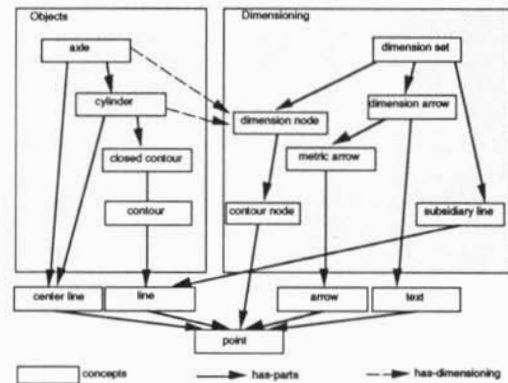 Objects
Dimensioning
axle
dimension set
cylinder
dimension arrow
dimension node
closed contour
metric arrow
contour
contour node
subsidiary line
center line
line
arrow
text
point
concepts
has-parts
has-dimensioning